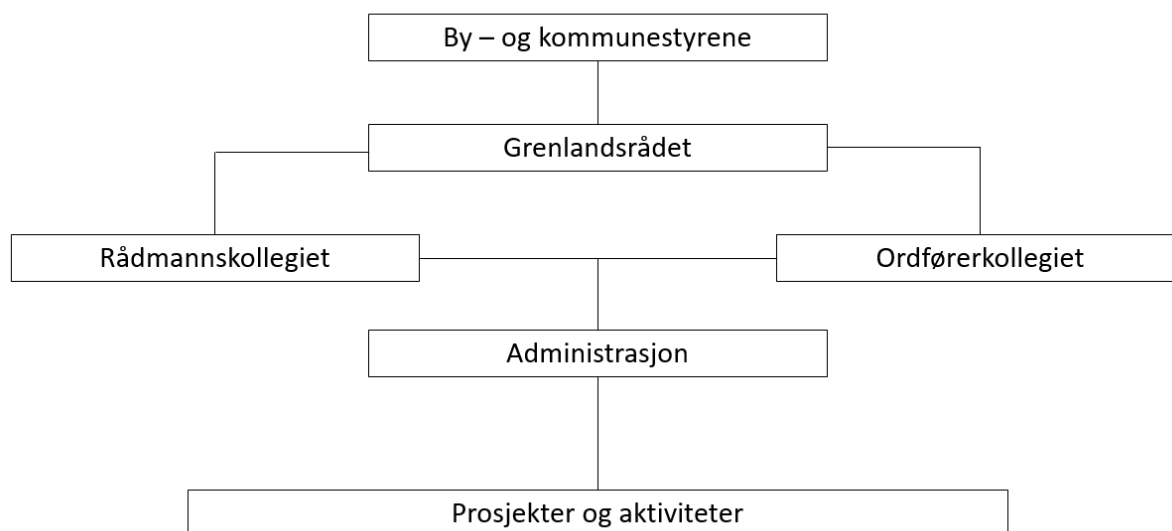 By – og kommunestyrene
Grenlandsrådet
Rådmannskollegiet
Ordførerkollegiet
Administrasjon
Prosjekter og aktiviteter